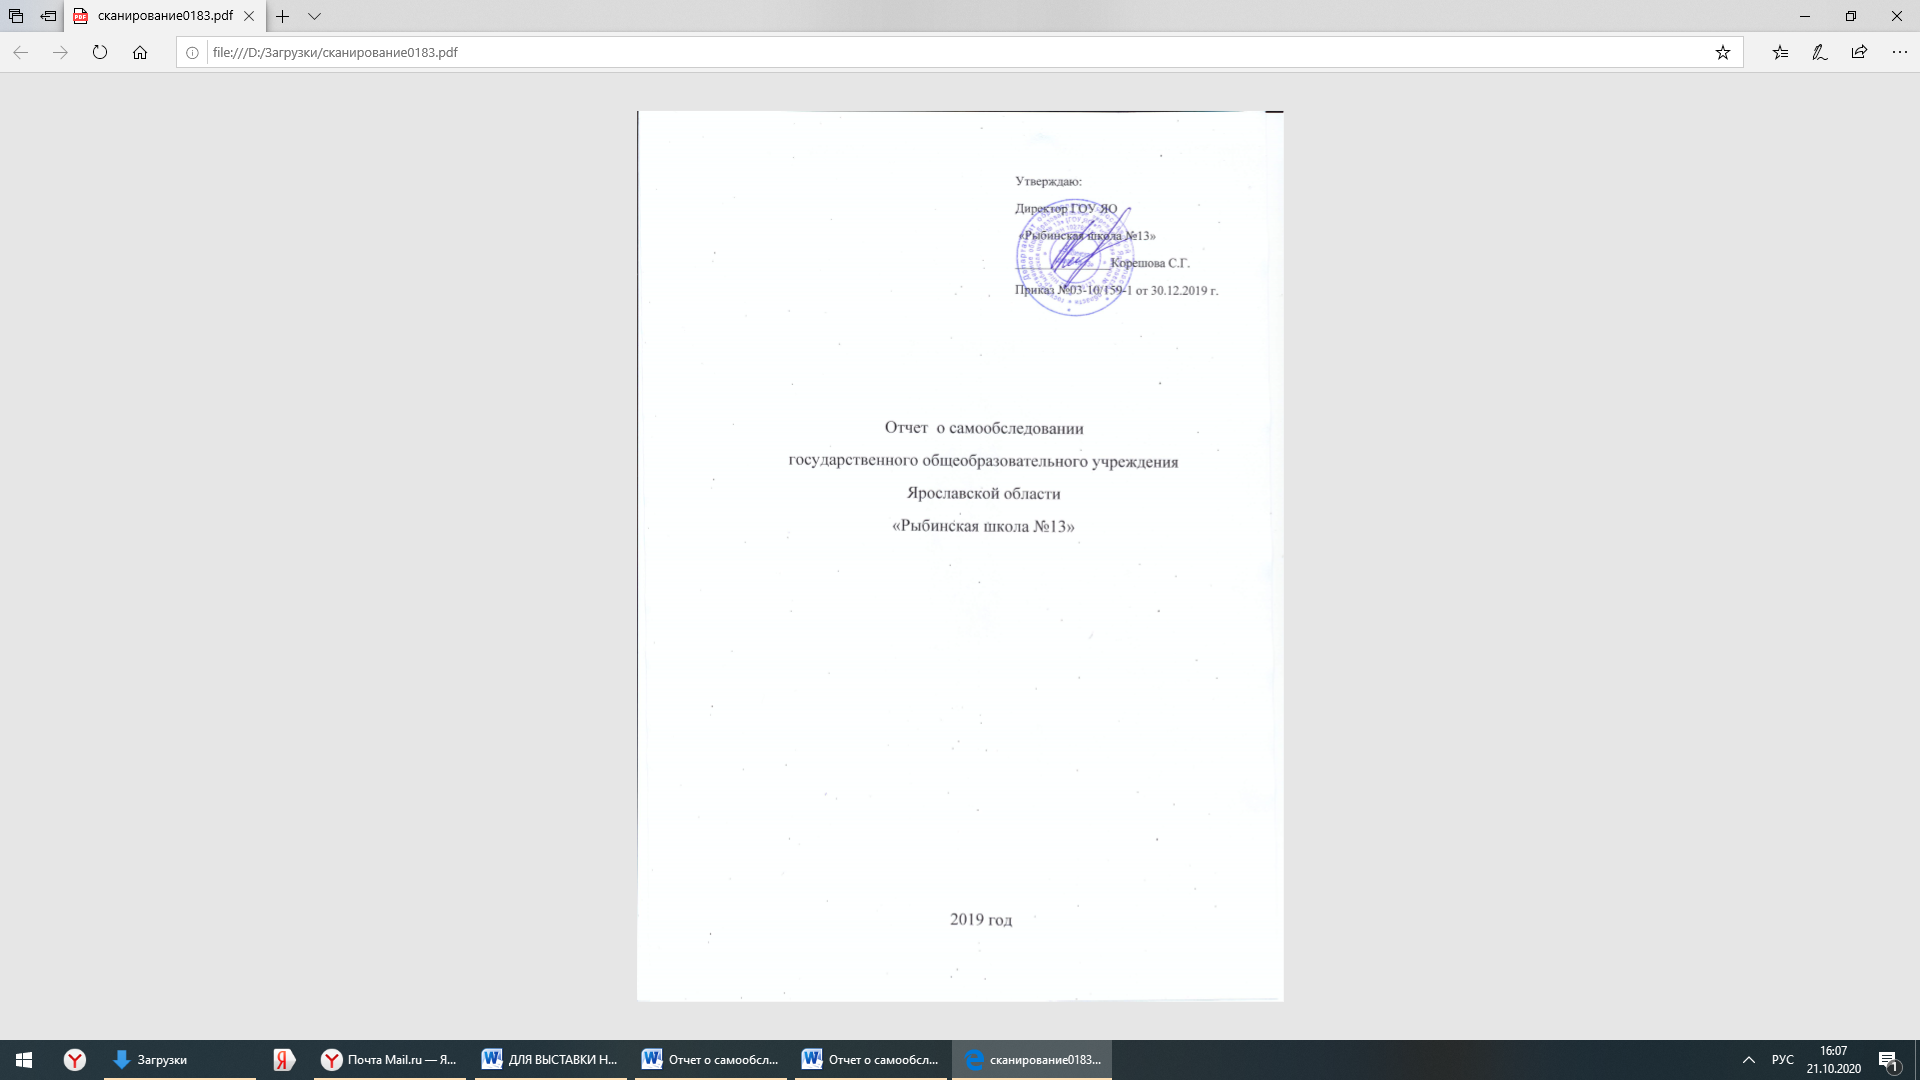 сканирование0183.pdf
file:///D:/Загрузки/сканирование0183.pdf
Утверждаю:
Директор ГОУ ЯО
«Рыбинская школа №13»
Корешова С.Г.
Приказ №03-10/159-1 от 30.12.2019 г.
Отчет о самообследовании
государственного общеобразовательного учреждения
Ярославской области
«Рыбинская школа №13»
2019 год
Загрузки
Почта Mail.ru — Я...
ДЛЯ ВЫСТАВКИ Н...
Отчет о самообсл...
Отчет о самообсл...
сканирование0183...
РУС
16:07
21.10.2020
1